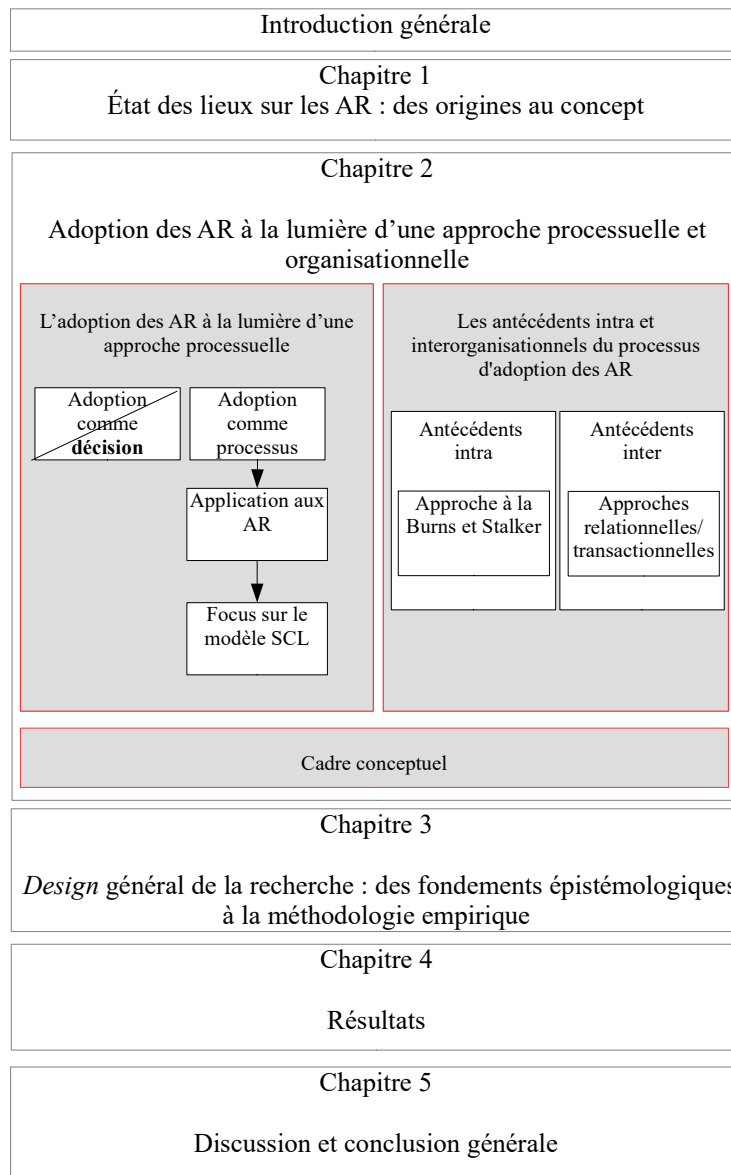 Introduction générale
Chapitre 1
État des lieux sur les AR : des origines au concept
Chapitre 2
Adoption des AR à la lumière d’une approche processuelle et
organisationnelle
L’adoption des AR à la lumière d’une
approche processuelle
Adoption
comme
décision
Adoption
comme
processus
Application aux
AR
Focus sur le
modèle SCL
Les antécédents intra et
interorganisationnels du processus
d'adoption des AR
Antécédents
intra
Approche à la
Burns et Stalker
Antécédents
inter
Approches
relationnelles/
transactionnelles
Cadre conceptuel
Chapitre 3
Design général de la recherche : des fondements épistémologiques
à la méthodologie empirique
Chapitre 4
Résultats
Chapitre 5
Discussion et conclusion générale